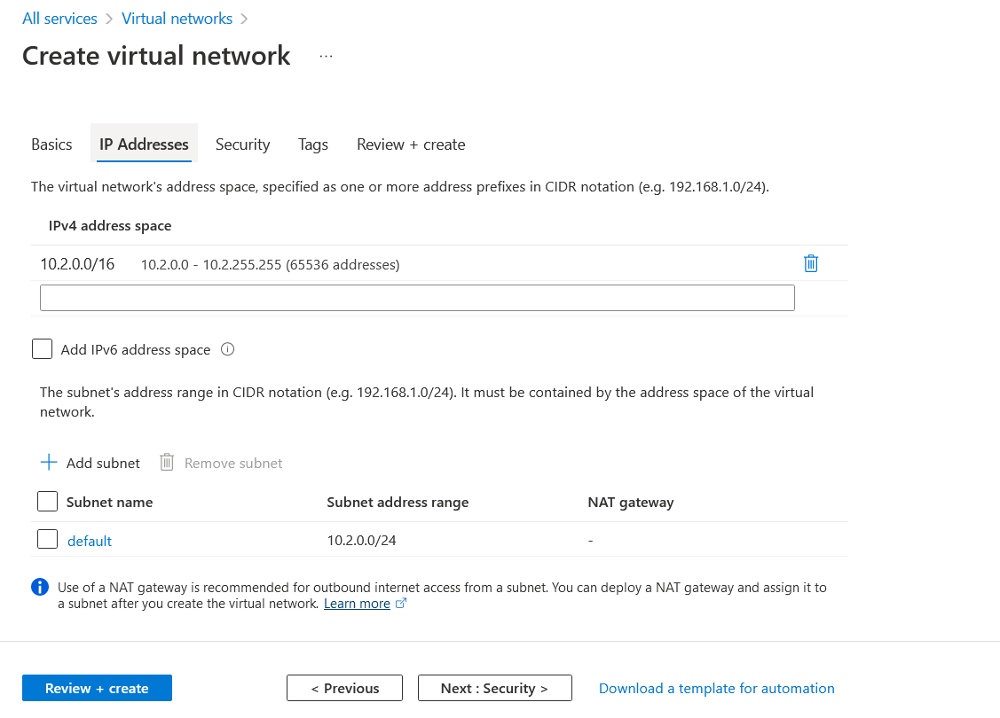 All services > Virtual networks >
Create virtual network ...
Basics IP Addresses Security Tags Review + create
The virtual network's address space, specified as one or more address prefixes in CIDR notation (e.g. 192.168.1.0/24).
IPv4 address space
10.2.0.0/16 10.2.0.0 - 10.2.255.255 (65536 addresses)
Add IPv6 address space
The subnet's address range in CIDR notation (e.g. 192.168.1.0/24). It must be contained by the address space of the virtual
network.
+ Add subnet Remove subnet
Subnet name Subnet address range NAT gateway
default 10.2.0.0/24 -
Use of a NAT gateway is recommended for outbound internet access from a subnet. You can deploy a NAT gateway and assign it to
a subnet after you create the virtual network. Learn more
Review + create < Previous Next : Security > Download a template for automation